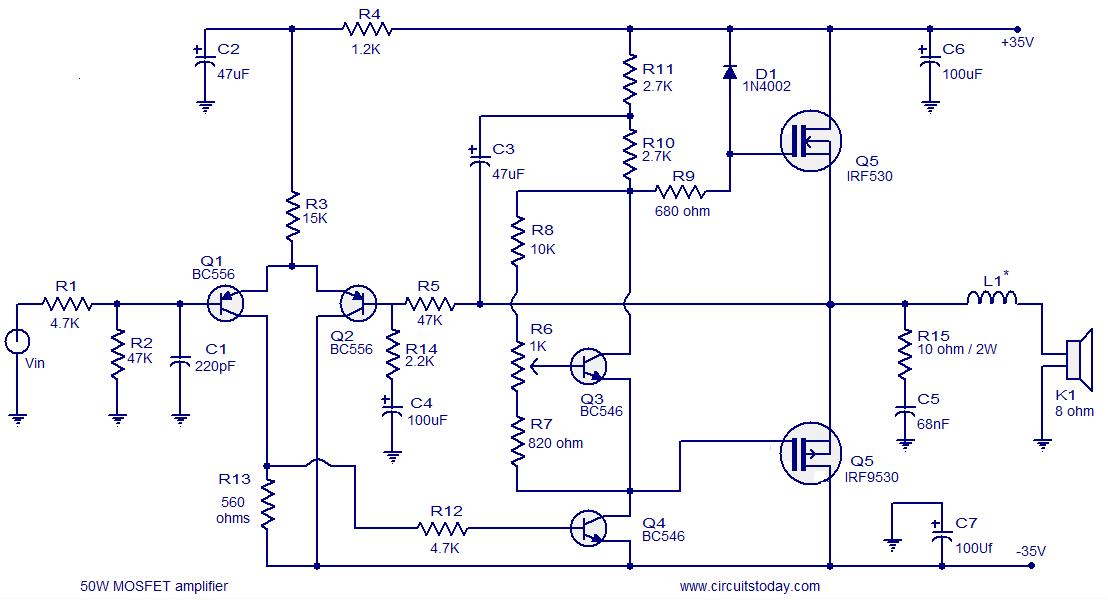 R4
1.2K
+35V
C2
47uF
C6
100uF
R11
2.7K
D1
1N4002
R10
2.7K
C3
47uF
Q5
IRF530
R9
680 ohm
R3
15K
R8
10K
Q1
BC556
R1
4.7K
R5
47K
L1*
R2
47K
C1
220pF
Vin
Q2
BC556
R14
2.2K
R6
1K
R15
10 ohm / 2W
C4
100uF
Q3
BC546
C5
68nF
K1
8 ohm
R7
820 ohm
R13
560
ohms
Q5
IRF9530
R12
4.7K
Q4
BC546
C7
100Uf
-35V
50W MOSFET amplifier
www.circuitstoday.com